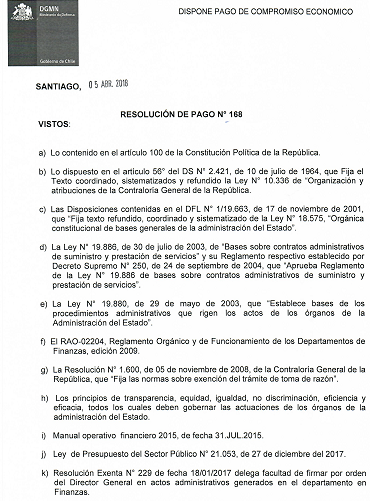 DGMN
Ministerio de Defensa
Gobierno de Chile
DISPONE PAGO DE COMPROMISO ECONOMICO
SANTIAGO, 05 ABR. 2018
RESOLUCIÓN DE PAGO N° 168
VISTOS:
a) Lo contenido en el artículo 100 de la Constitución Política de la República.
b) Lo dispuesto en el artículo 56° del DS N° 2.421, de 10 de julio de 1964, que Fija el
Texto coordinado, sistematizados y refundido la Ley N° 10.336 de “Organización y
atribuciones de la Contraloría General de la República.
c) Las Disposiciones contenidas en el DFL N° 1/19.663, de 17 de noviembre de 2001,
que “Fija texto refundido, coordinado y sistematizado de la Ley N° 18.575, “Orgánica
constitucional de bases generales de la administración del Estado”.
d) La Ley N° 19.886, de 30 de julio de 2003, de “Bases sobre contratos administrativos
de suministro y prestación de servicios” y su Reglamento respectivo establecido por
Decreto Supremo N° 250, de 24 de septiembre de 2004, que “Aprueba Reglamento
de la Ley N° 19.886 de bases sobre contratos administrativos de suministro y
prestación de servicios”.
e) La Ley N° 19.880, de 29 de mayo de 2003, que “Establece bases de los
procedimientos administrativos que rigen los actos de los órganos de la
Administración del Estado”.
f) El RAO-02204, Reglamento Orgánico y de Funcionamiento de los Departamentos de
Finanzas, edición 2009.
g) La Resolución N° 1.600, de 05 de noviembre de 2008, de la Contraloría General de la
República, que “Fija las normas sobre exención del trámite de toma de razón”.
h) Los principios de transparencia, equidad, igualdad, no discriminación, eficiencia y
eficacia, todos los cuales deben gobernar las actuaciones de los órganos de la
administración del Estado.
i) Manual operativo financiero 2015, de fecha 31.JUL.2015.
j) Ley de Presupuesto del Sector Público N° 21.053, de 27 de diciembre de 2017.
k) Resolución Exenta N° 229 de fecha 18/01/2017 delega facultad de firmar por orden
del Director General en actos administrativos generados en el departamento en
Finanzas.